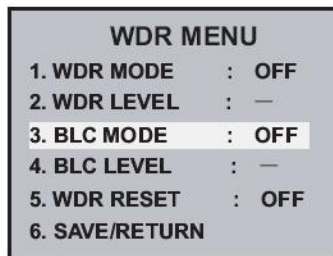 WDR MENU
1. WDR MODE : OFF
2. WDR LEVEL : —
3. BLC MODE : OFF
4. BLC LEVEL : —
5. WDR RESET : OFF
6. SAVE/RETURN